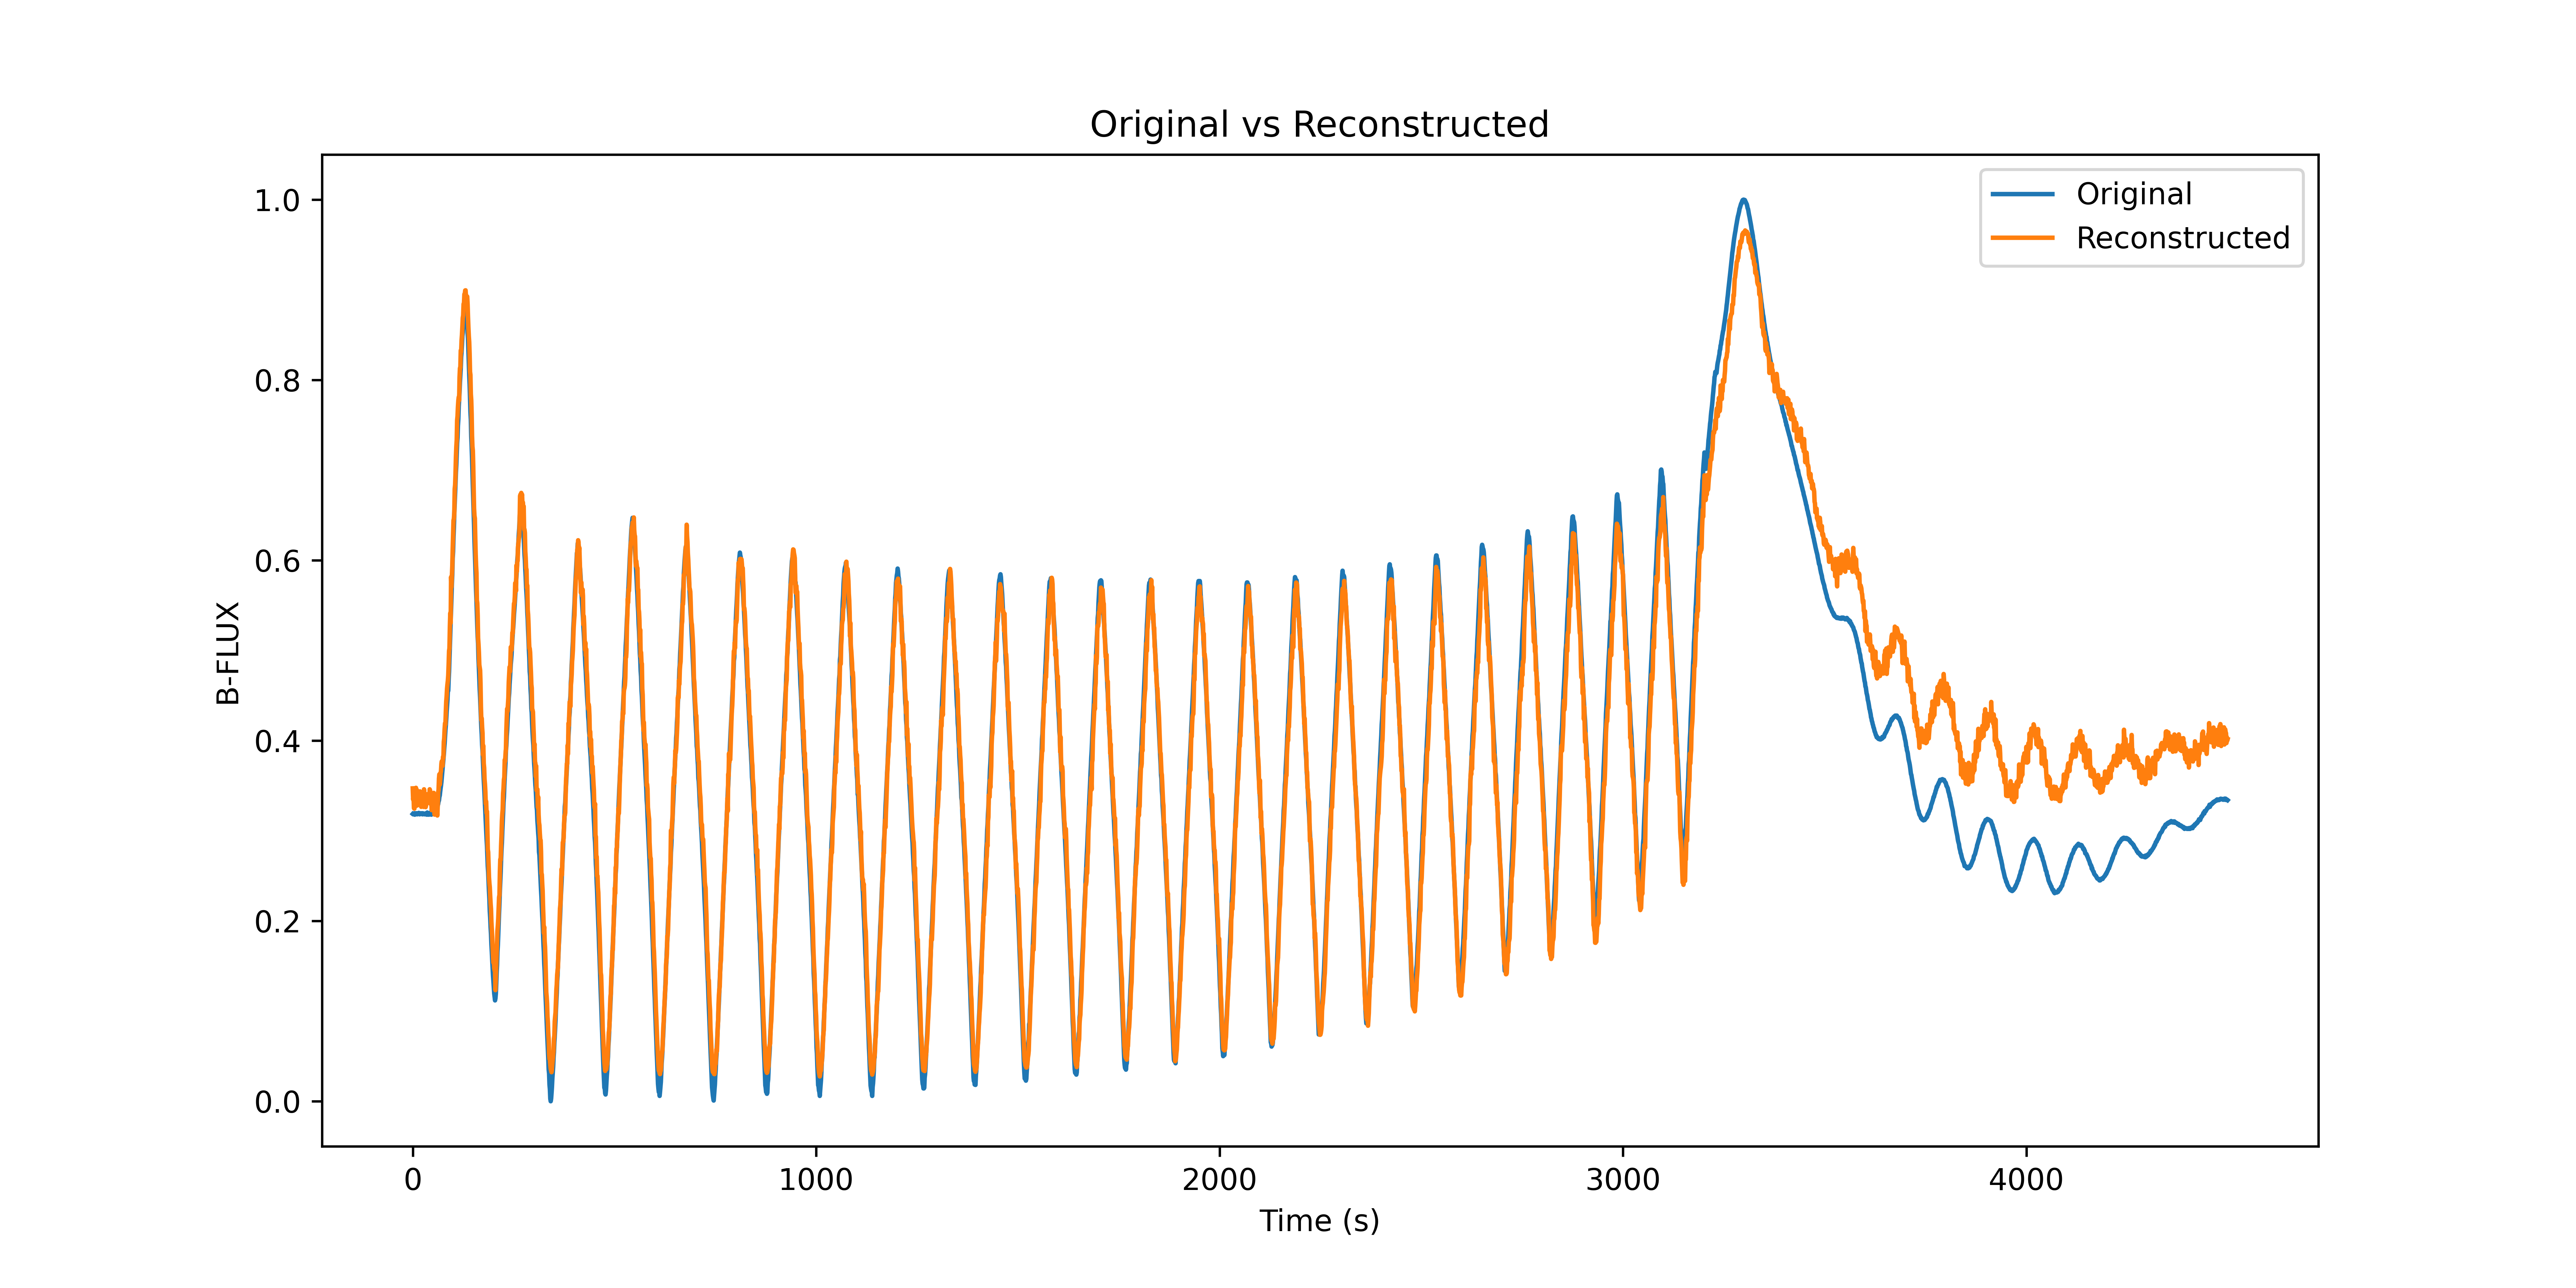 Original vs Reconstructed
Original
Reconstructed
1.0
0.8
0.6
0.4
0.2
0.0
B-FLUX
0 1000 2000 3000 4000
Time (s)